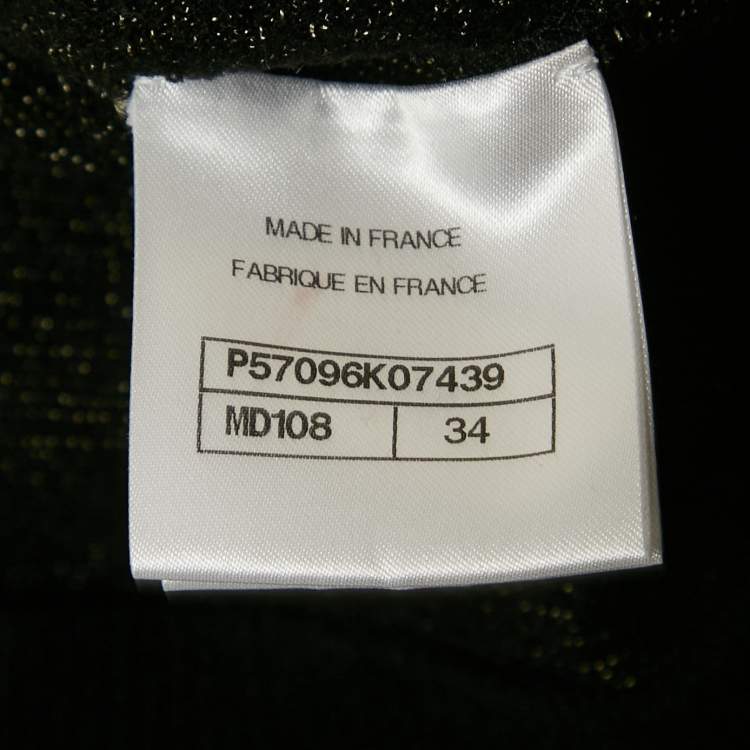 MADE IN FRANCE
FABRIQUE EN FRANCE
P57096K07439
MD108 34